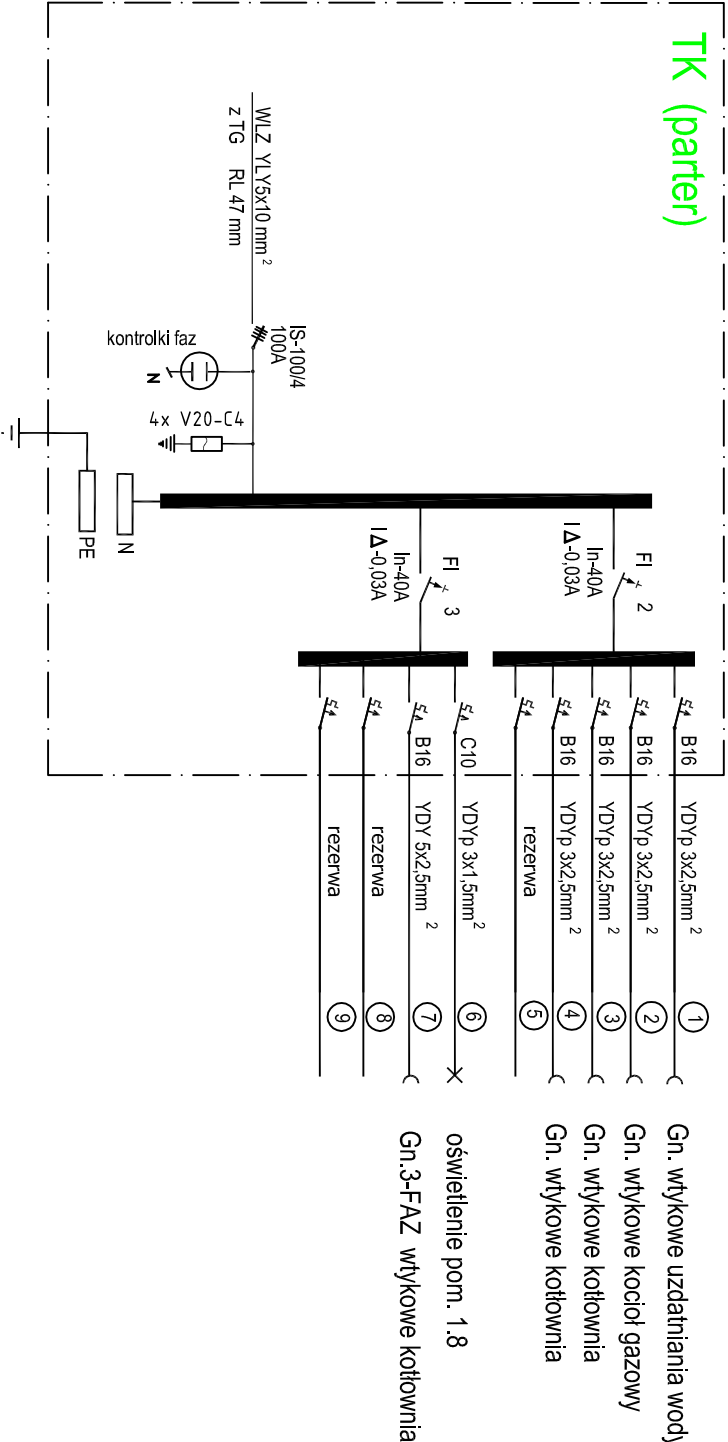 TK (parter)
WLZ YLY5x10 mm²
z TG RL 47 mm
IS-100/4
100A
kontrolki faz
N
4x V20-C4
N
PE
FI 2
In-40A
I Δ-0,03A
FI 3
In-40A
I Δ-0,03A
B16 YDYp 3x2,5mm² 1 Gn. wtykowe uzdatniania wody
B16 YDYp 3x2,5mm² 2 Gn. wtykowe kocioł gazowy
B16 YDYp 3x2,5mm² 3 Gn. wtykowe kotłownia
B16 YDYp 3x2,5mm² 4 Gn. wtykowe kotłownia
rezerwa 5
C10 YDYp 3x1,5mm² 6 oświetlenie pom. 1.8
B16 YDY 5x2,5mm² 7 Gn.3-FAZ wtykowe kotłownia
rezerwa 8
rezerwa 9